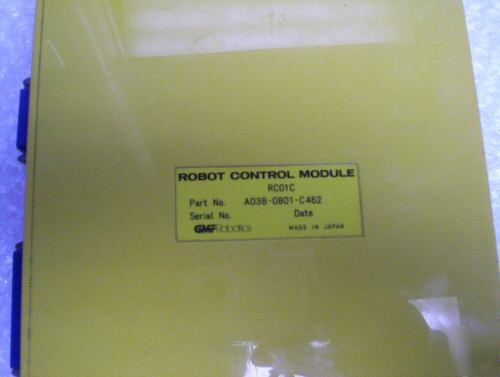 ROBOT CONTROL MODULE
RC01C
Part No. A03B-0801-C462
Serial No. Date
GMFRobotics MADE IN JAPAN